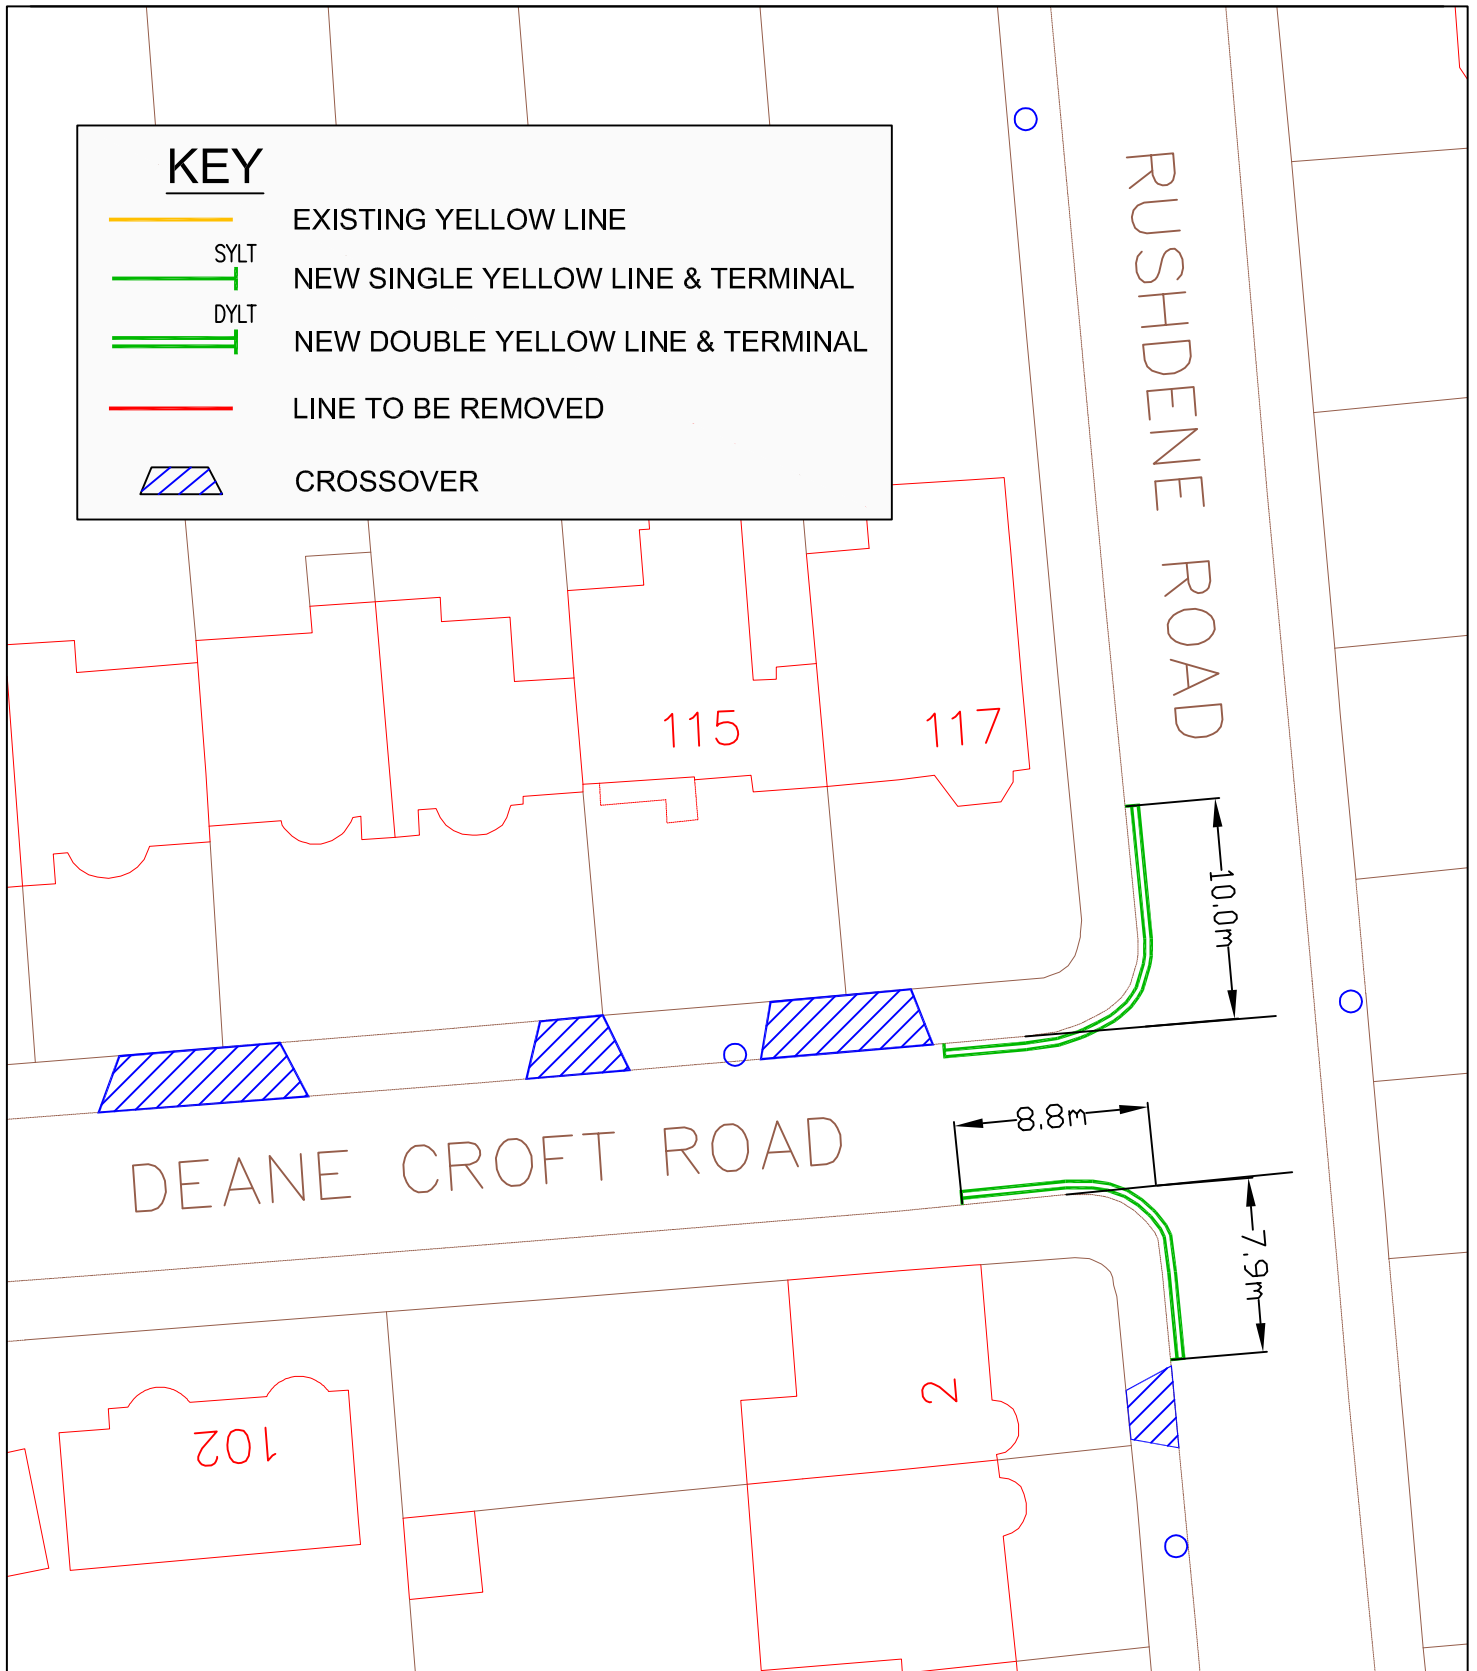 KEY
EXISTING YELLOW LINE
SYLT
NEW SINGLE YELLOW LINE & TERMINAL
DYLT
NEW DOUBLE YELLOW LINE & TERMINAL
LINE TO BE REMOVED
CROSSOVER
RUSHDENE ROAD
115
117
10.0m
8.8m
DEANE CROFT ROAD
7.9m
2
102